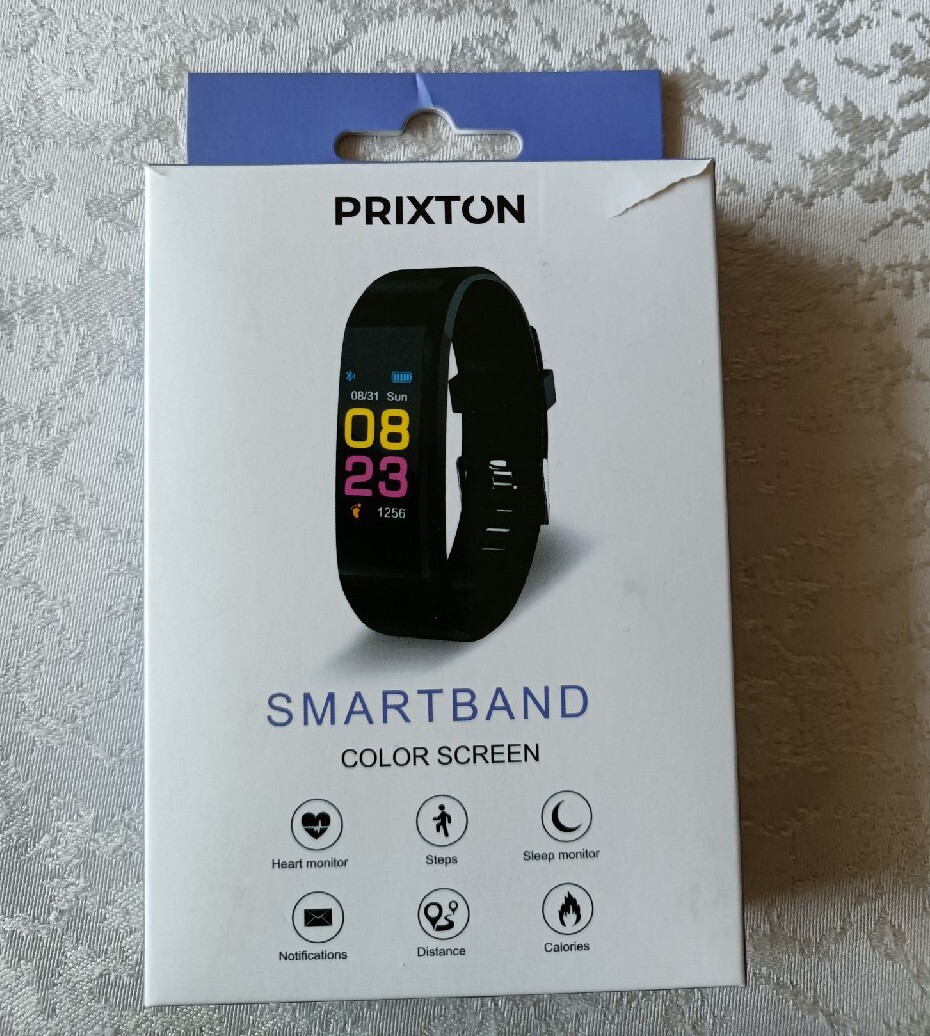 PRIXTON
08/31 Sun
08
23
1256
SMARTBAND
COLOR SCREEN
Heart monitor
Steps
Sleep monitor
Notifications
Distance
Calories